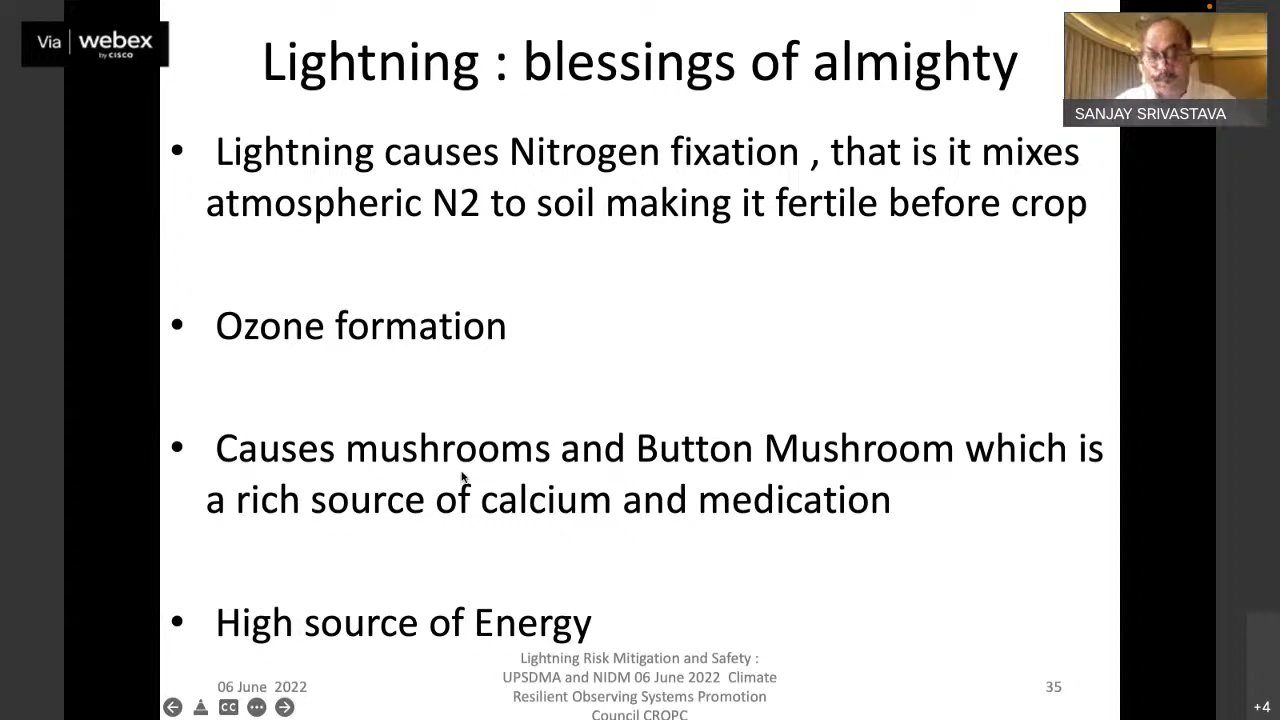 Via webex
by CISCO
Lightning : blessings of almighty
SANJAY SRIVASTAVA
• Lightning causes Nitrogen fixation , that is it mixes
atmospheric N2 to soil making it fertile before crop
• Ozone formation
• Causes mushrooms and Button Mushroom which is
a rich source of calcium and medication
• High source of Energy
06 June 2022
Lightning Risk Mitigation and Safety :
UPSDMA and NIDM 06 June 2022 Climate
Resilient Observing Systems Promotion
Council CROPC
35
CC
+4